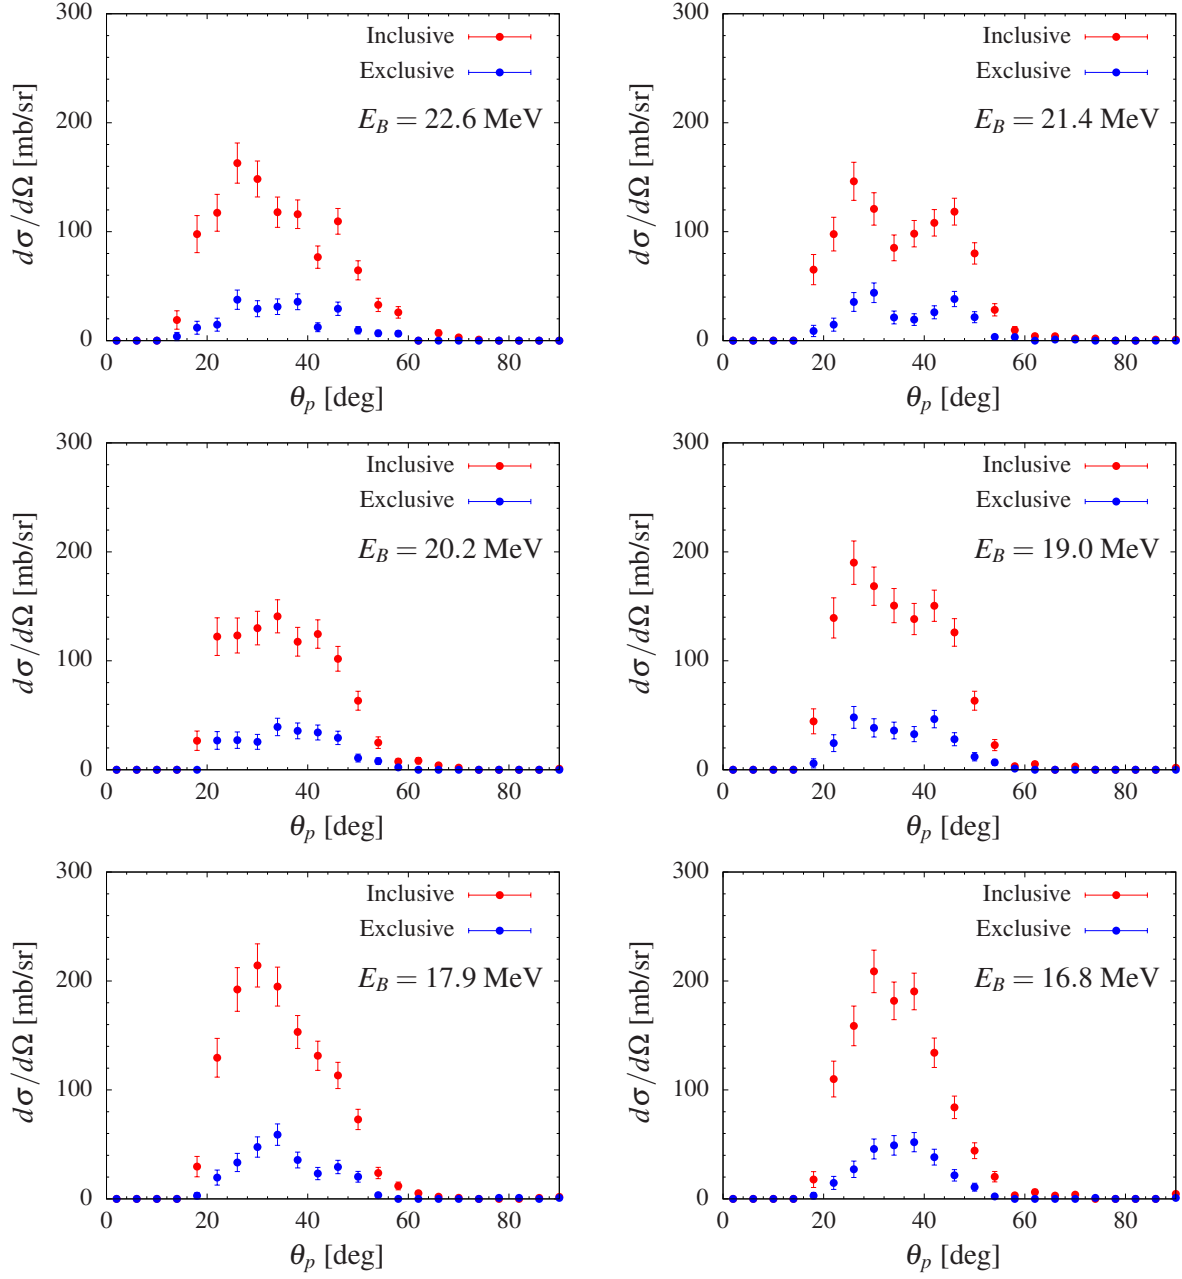 300
200
100
0
dσ/dΩ [mb/sr]
Inclusive
Exclusive
E_B = 22.6 MeV
0 20 40 60 80
θ_p [deg]
300
200
100
0
dσ/dΩ [mb/sr]
Inclusive
Exclusive
E_B = 21.4 MeV
0 20 40 60 80
θ_p [deg]
300
200
100
0
dσ/dΩ [mb/sr]
Inclusive
Exclusive
E_B = 20.2 MeV
0 20 40 60 80
θ_p [deg]
300
200
100
0
dσ/dΩ [mb/sr]
Inclusive
Exclusive
E_B = 19.0 MeV
0 20 40 60 80
θ_p [deg]
300
200
100
0
dσ/dΩ [mb/sr]
Inclusive
Exclusive
E_B = 17.9 MeV
0 20 40 60 80
θ_p [deg]
300
200
100
0
dσ/dΩ [mb/sr]
Inclusive
Exclusive
E_B = 16.8 MeV
0 20 40 60 80
θ_p [deg]